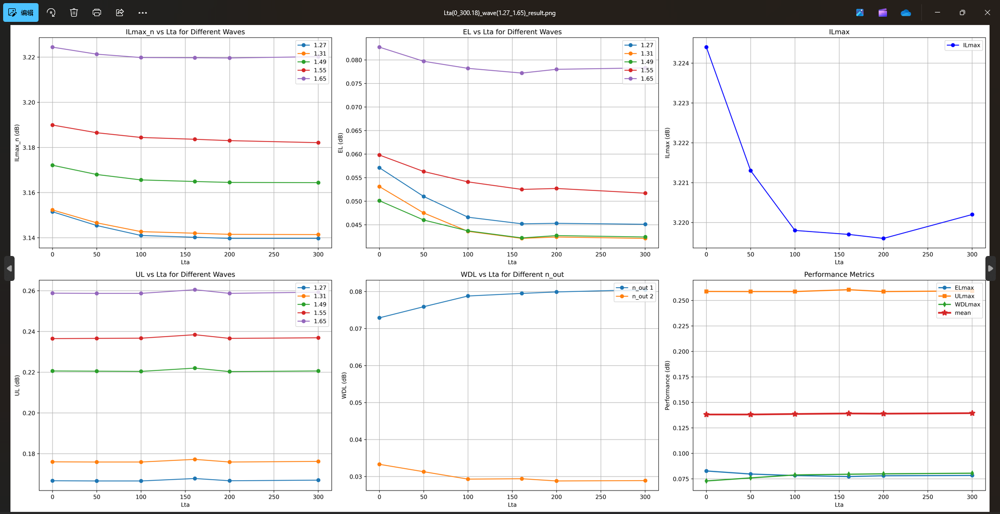 编辑
Lta(0_300.18)_wave(1.27_1.65)_result.png
ILmax_n vs Lta for Different Waves
ILmax_n (dB)
3.22
3.20
3.18
3.16
3.14
0 50 100 150 200 250 300
Lta
1.27
1.31
1.49
1.55
1.65
EL vs Lta for Different Waves
EL (dB)
0.080
0.075
0.070
0.065
0.060
0.055
0.050
0.045
0 50 100 150 200 250 300
Lta
1.27
1.31
1.49
1.55
1.65
ILmax
ILmax (dB)
3.224
3.223
3.222
3.221
3.220
0 50 100 150 200 250 300
Lta
ILmax
UL vs Lta for Different Waves
UL (dB)
0.26
0.24
0.22
0.20
0.18
0 50 100 150 200 250 300
Lta
1.27
1.31
1.49
1.55
1.65
WDL vs Lta for Different n_out
WDL (dB)
0.08
0.07
0.06
0.05
0.04
0.03
0 50 100 150 200 250 300
Lta
n_out 1
n_out 2
Performance Metrics
Performance (dB)
0.250
0.225
0.200
0.175
0.150
0.125
0.100
0.075
0 50 100 150 200 250 300
Lta
ELmax
ULmax
WDLmax
mean